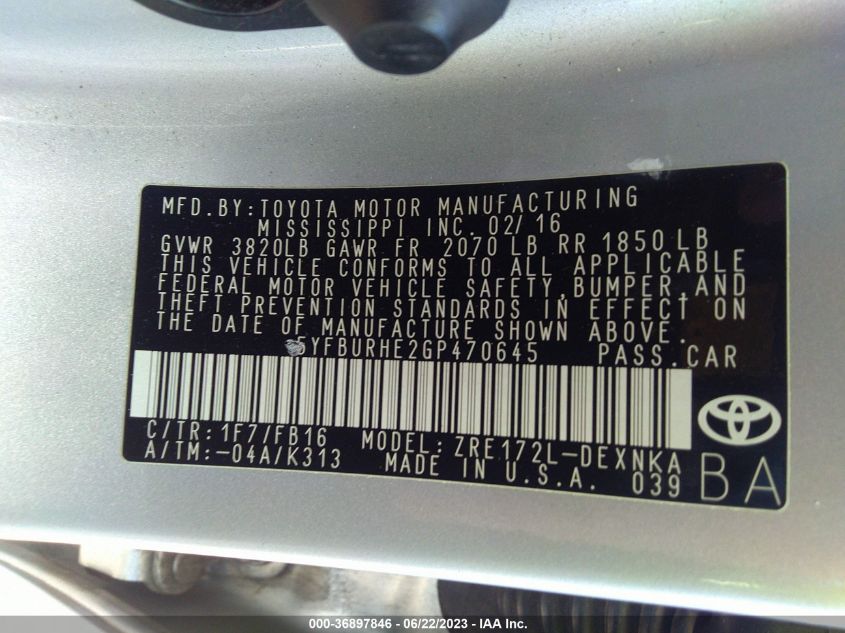 MFD.BY:TOYOTA MOTOR MANUFACTURING
MISSISSIPPI INC. 02/16
GVWR 3820LB GAWR FR 2070 LB RR 1850 LB
THIS VEHICLE CONFORMS TO ALL APPLICABLE
FEDERAL MOTOR VEHICLE SAFETY,BUMPER,AND
THEFT PREVENTION STANDARDS IN EFFECT ON
THE DATE OF MANUFACTURE SHOWN ABOVE.
5YFBURHE2GP470645 PASS.CAR
C/TR:1F7/FB16 MODEL:ZRE172L-DEXNKA
A/TM:-04A/K313 MADE IN U.S.A. 039
BA
000-36897846 - 06/22/2023 - IAA Inc.